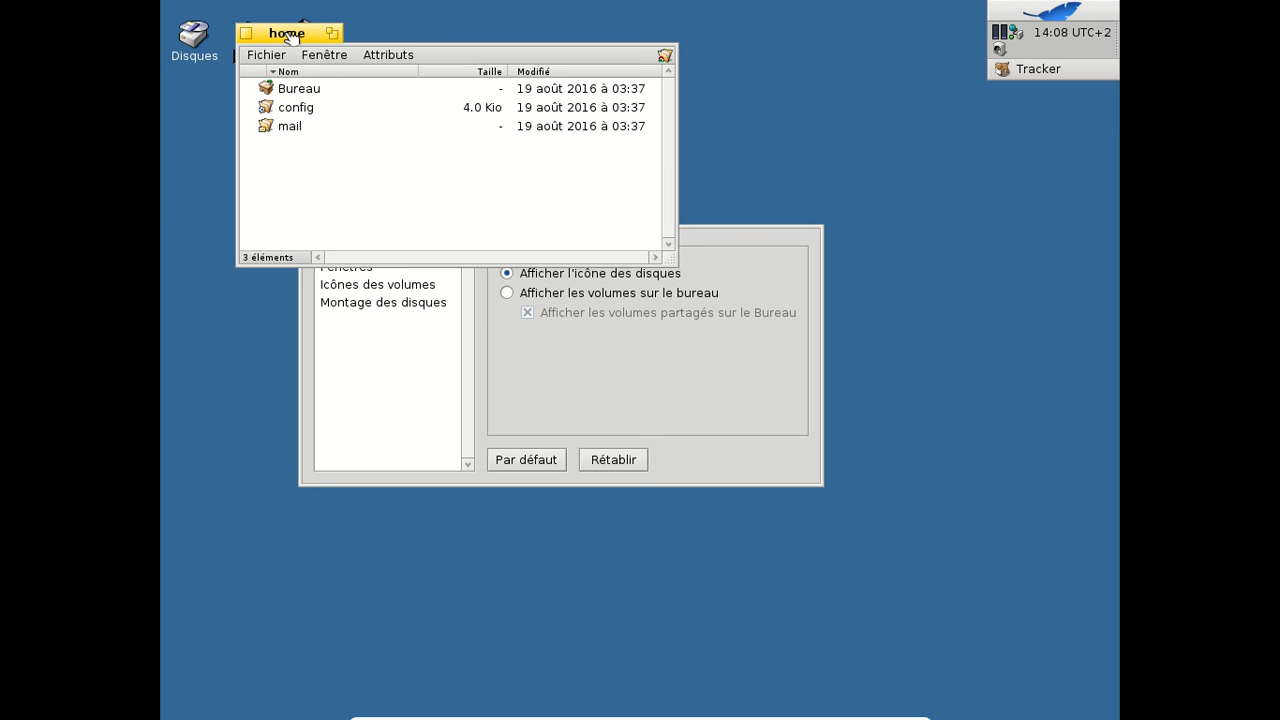 Disques
home
14:08 UTC+2
Tracker
Fichier Fenêtre Attributs
Nom Taille Modifié
Bureau - 19 août 2016 à 03:37
config 4.0 Kio 19 août 2016 à 03:37
mail - 19 août 2016 à 03:37
3 éléments
Fenêtres
Icônes des volumes
Montage des disques
Afficher l'icône des disques
Afficher les volumes sur le bureau
Afficher les volumes partagés sur le Bureau
Par défaut Rétablir